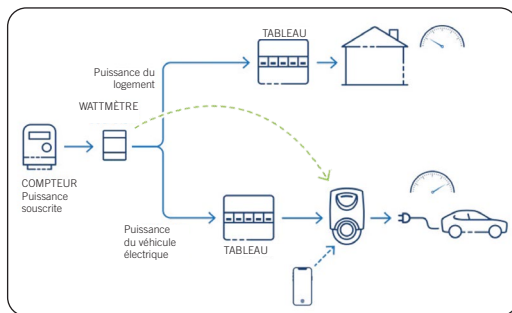 TABLEAU
Puissance du
logement
WATTMÈTRE
COMPTEUR
Puissance
souscrite
Puissance
du véhicule
électrique
TABLEAU